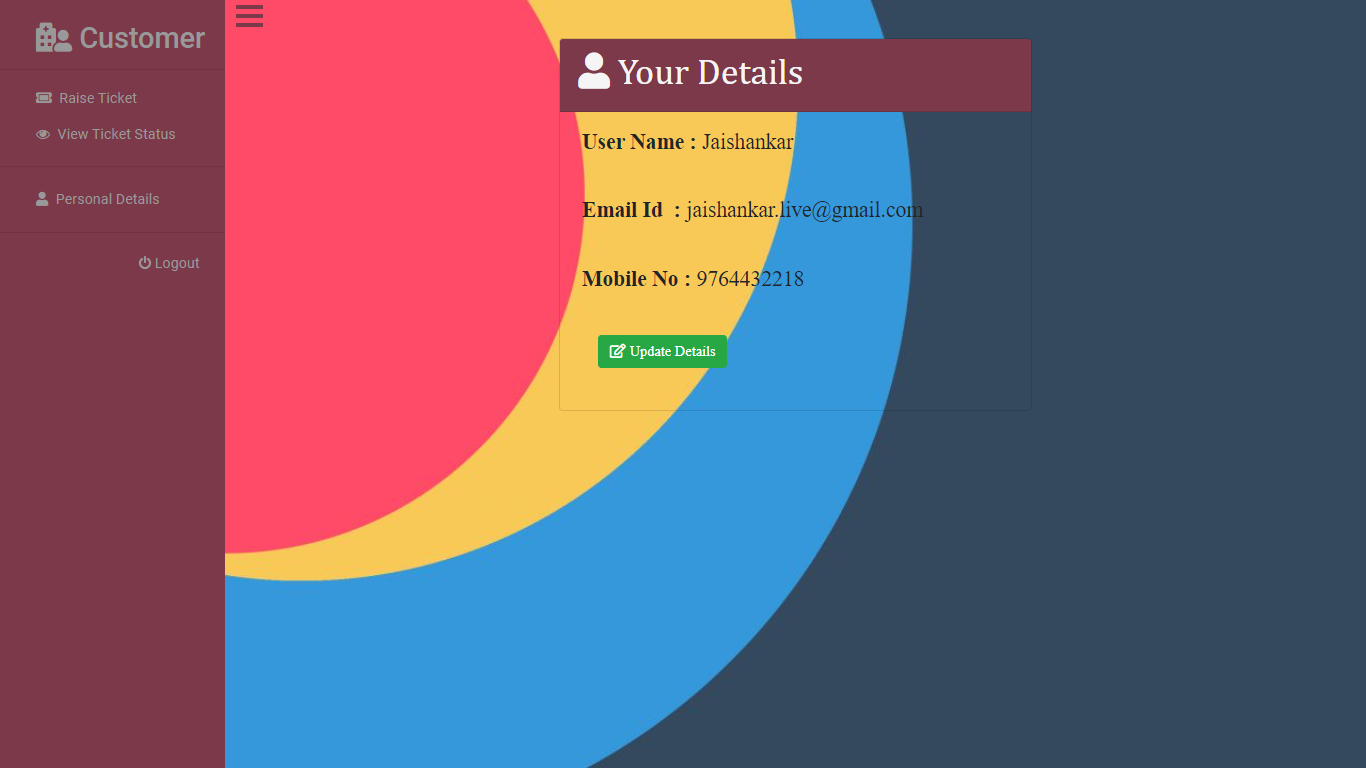 Customer
Raise Ticket
View Ticket Status
Personal Details
Logout
Your Details
User Name : Jaishankar
Email Id : jaishankar.live@gmail.com
Mobile No : 9764432218
Update Details